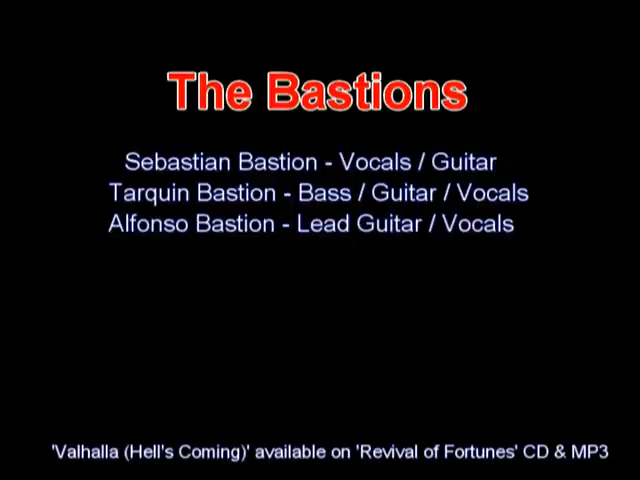 The Bastions
Sebastian Bastion - Vocals / Guitar
Tarquin Bastion - Bass / Guitar / Vocals
Alfonso Bastion - Lead Guitar / Vocals
'Valhalla (Hell's Coming)' available on 'Revival of Fortunes' CD & MP3